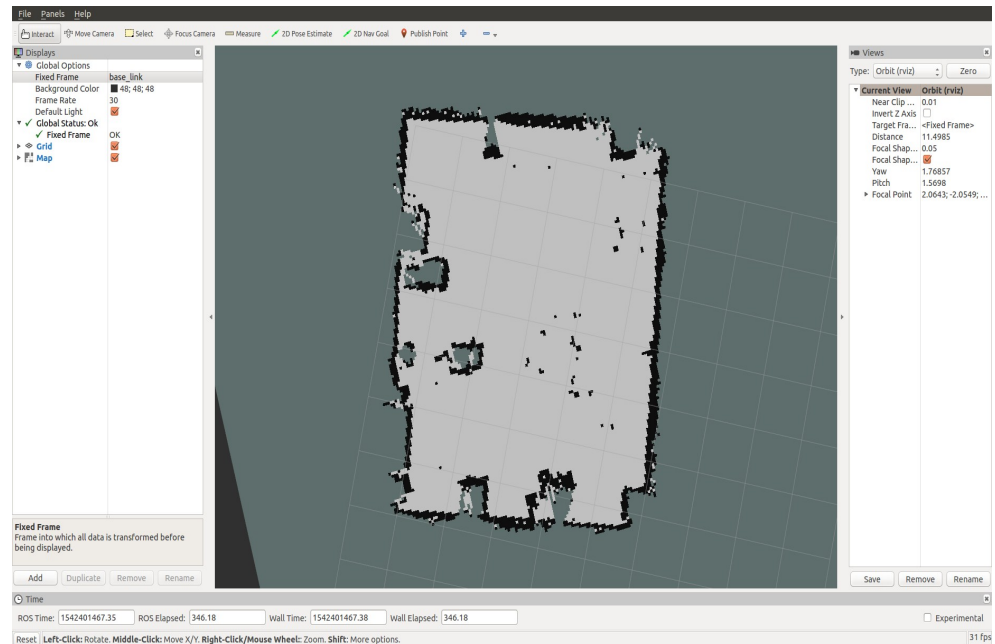 File Panels Help
Interact Move Camera Select Focus Camera Measure 2D Pose Estimate 2D Nav Goal Publish Point
Displays
Global Options
Fixed Frame base_link
Background Color 48; 48; 48
Frame Rate 30
Default Light
Global Status: Ok
Fixed Frame OK
Grid
Map
Fixed Frame
Frame into which all data is transformed before
being displayed.
Add Duplicate Remove Rename
Views
Type: Orbit (rviz) Zero
Current View Orbit (rviz)
Near Clip ... 0.01
Invert Z Axis
Target Fra... <Fixed Frame>
Distance 11.4985
Focal Shap... 0.05
Focal Shap...
Yaw 1.76857
Pitch 1.5698
Focal Point 2.0643; -2.0549; ...
Save Remove Rename
Time
ROS Time: 1542401467.35 ROS Elapsed: 346.18 Wall Time: 1542401467.38 Wall Elapsed: 346.18 Experimental
Reset Left-Click: Rotate. Middle-Click: Move X/Y. Right-Click/Mouse Wheel: Zoom. Shift: More options. 31 fps